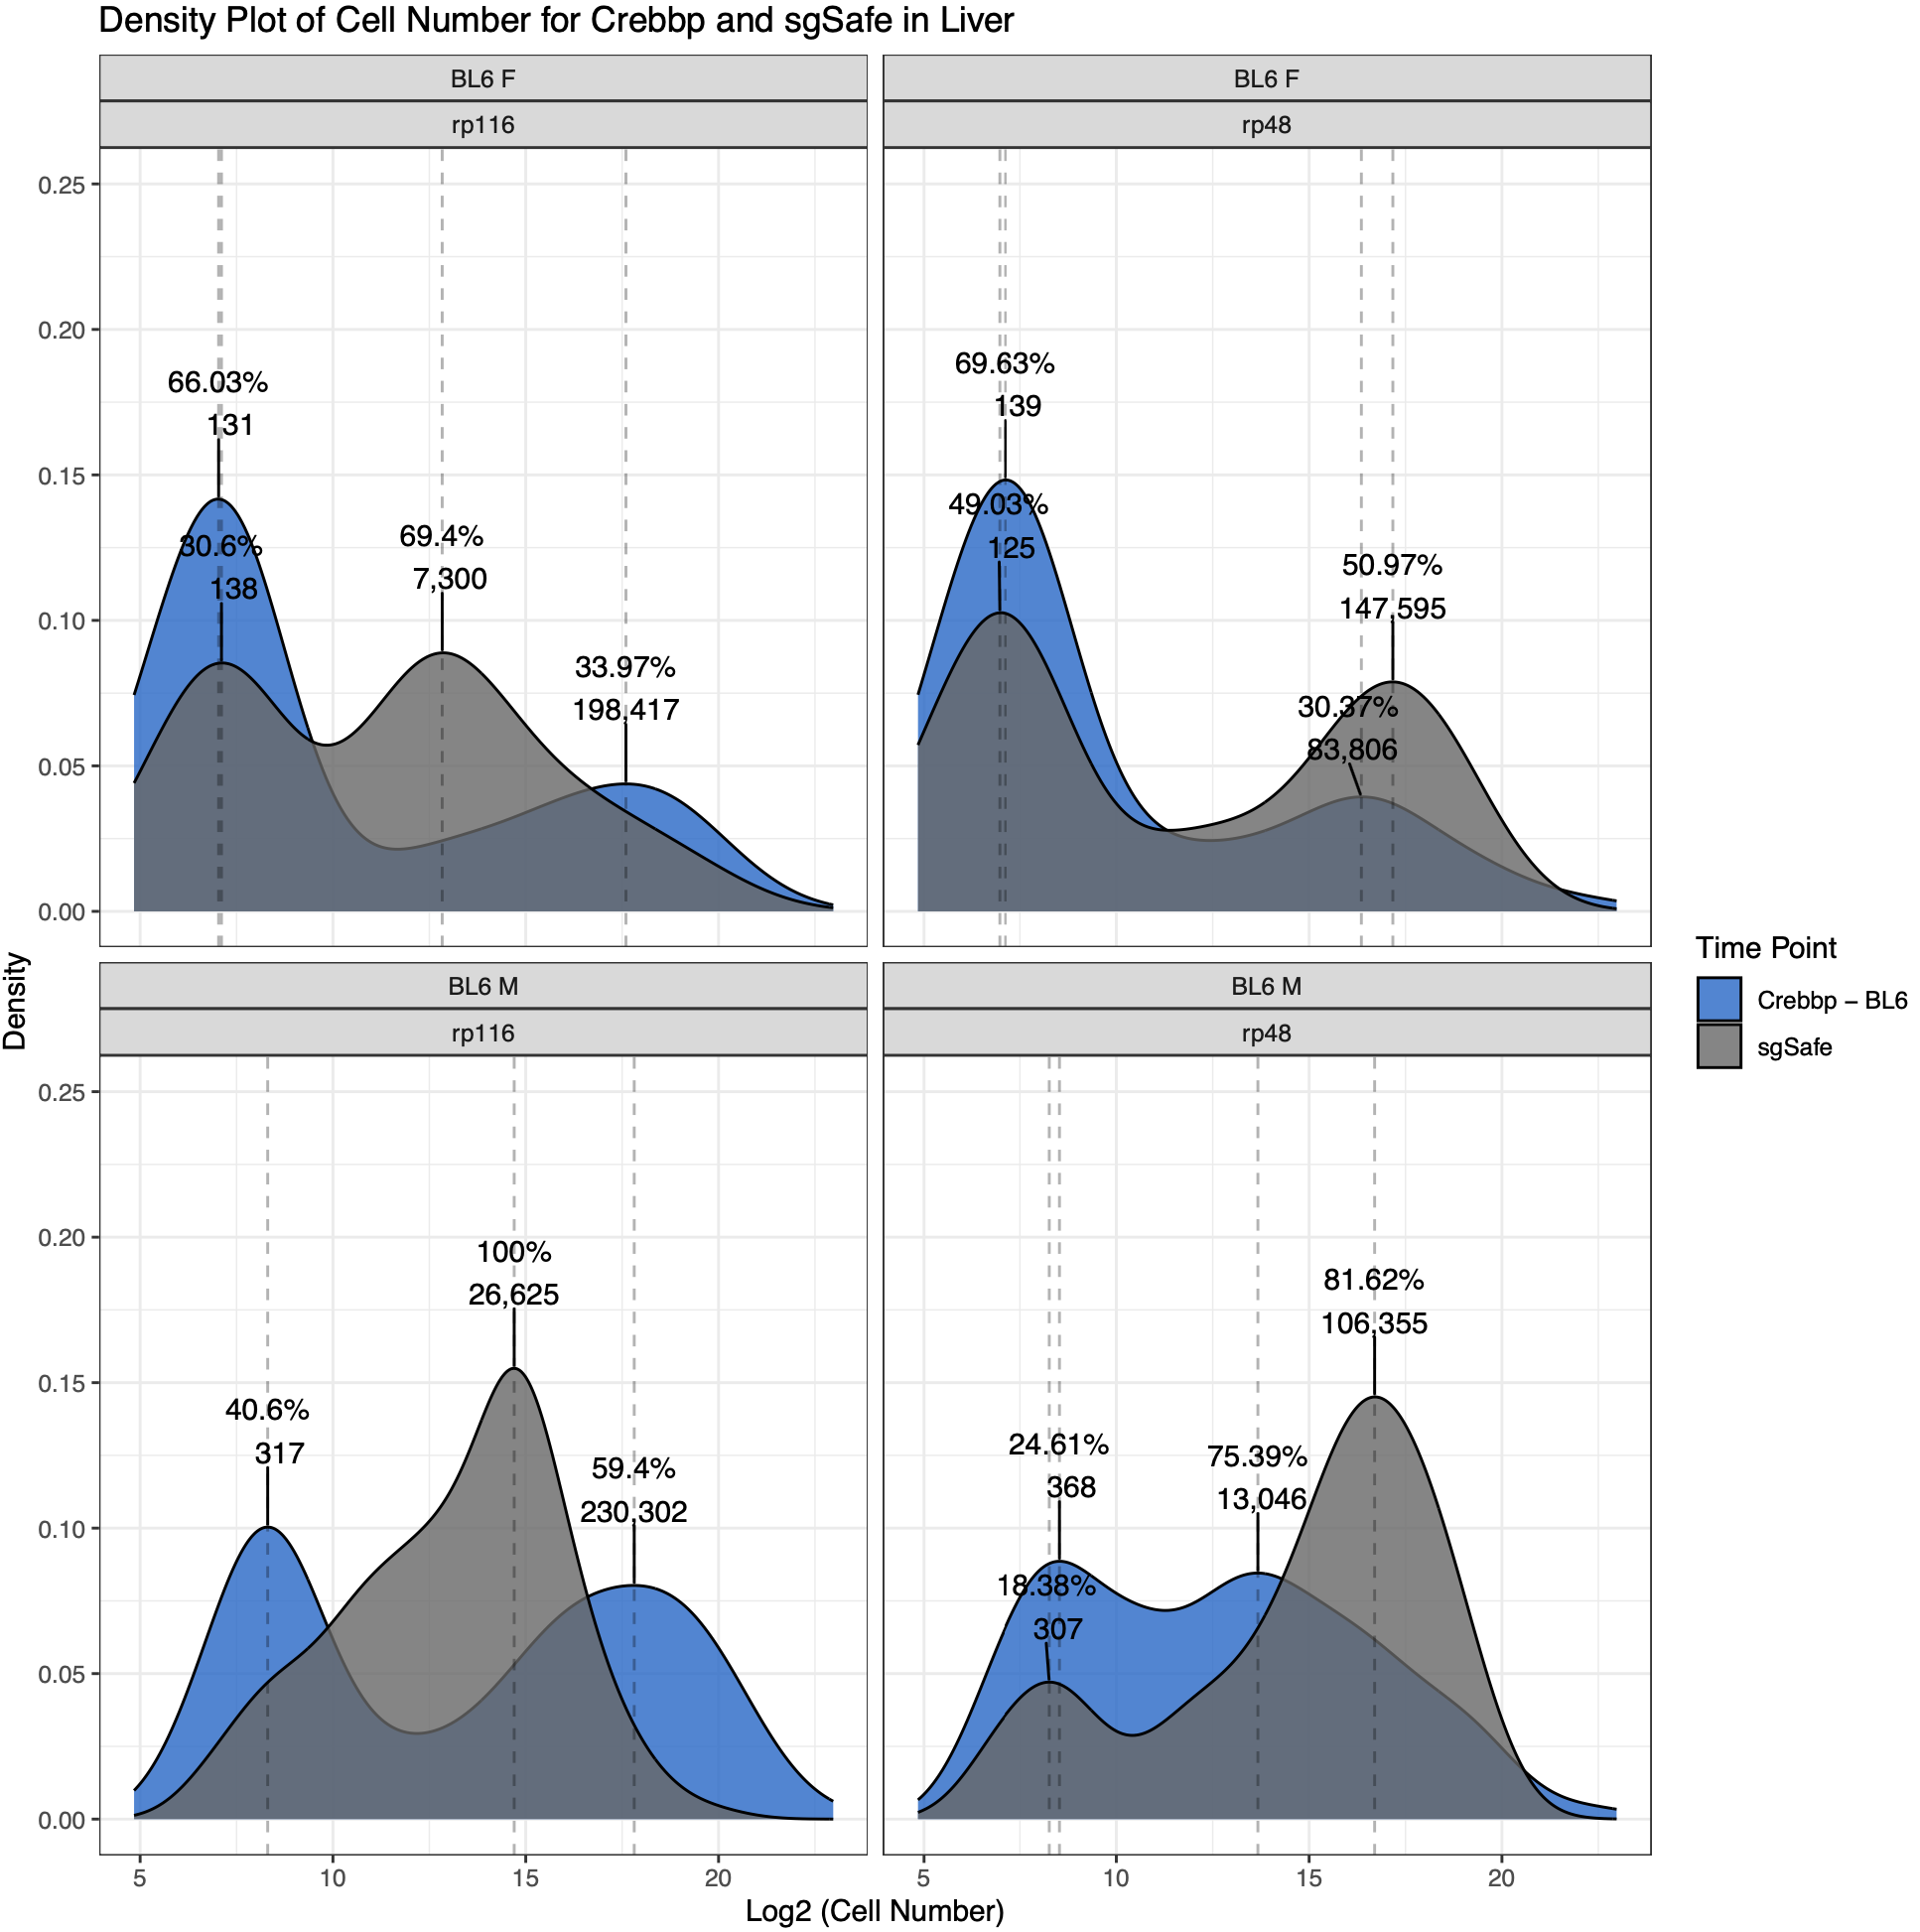 Density Plot of Cell Number for Crebbp and sgSafe in Liver
BL6 F
rp116
BL6 F
rp48
0.25
0.20
0.15
0.10
0.05
0.00
66.03%
131
30.6%
138
69.4%
7,300
33.97%
198,417
69.63%
139
49.03%
125
50.97%
147,595
30.37%
83,806
BL6 M
rp116
BL6 M
rp48
0.25
0.20
0.15
0.10
0.05
0.00
40.6%
317
100%
26,625
59.4%
230,302
24.61%
368
18.38%
307
75.39%
13,046
81.62%
106,355
5 10 15 20
5 10 15 20
Log2 (Cell Number)
Density
Time Point
Crebbp − BL6
sgSafe